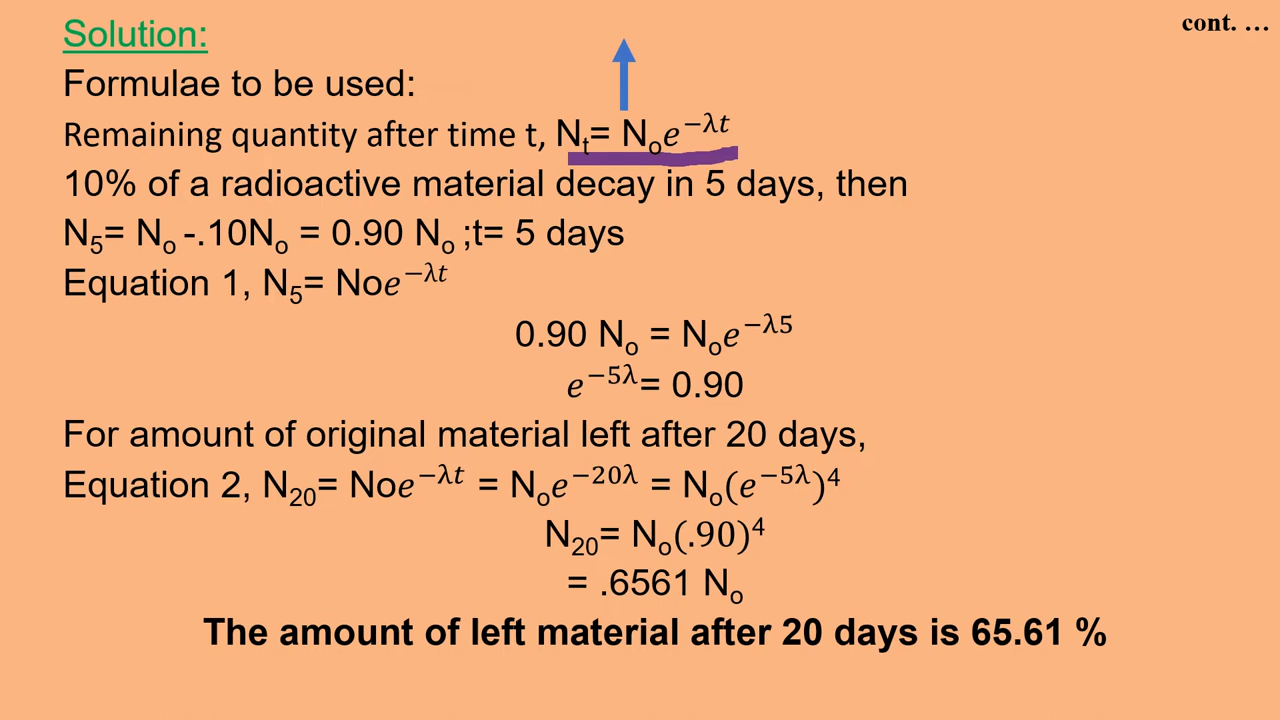 cont. …
Solution:
Formulae to be used:
Remaining quantity after time t, Nₜ= Nₒ𝑒^(−λ𝑡)
10% of a radioactive material decay in 5 days, then
N₅= Nₒ -.10Nₒ = 0.90 Nₒ ;t= 5 days
Equation 1, N₅= No𝑒^(−λ𝑡)
0.90 Nₒ = Nₒ𝑒^(−λ5)
𝑒^(−5λ)= 0.90
For amount of original material left after 20 days,
Equation 2, N₂₀= No𝑒^(−λ𝑡) = Nₒ𝑒^(−20λ) = Nₒ(𝑒^(−5λ))⁴
N₂₀= Nₒ(.90)⁴
= .6561 Nₒ
The amount of left material after 20 days is 65.61 %